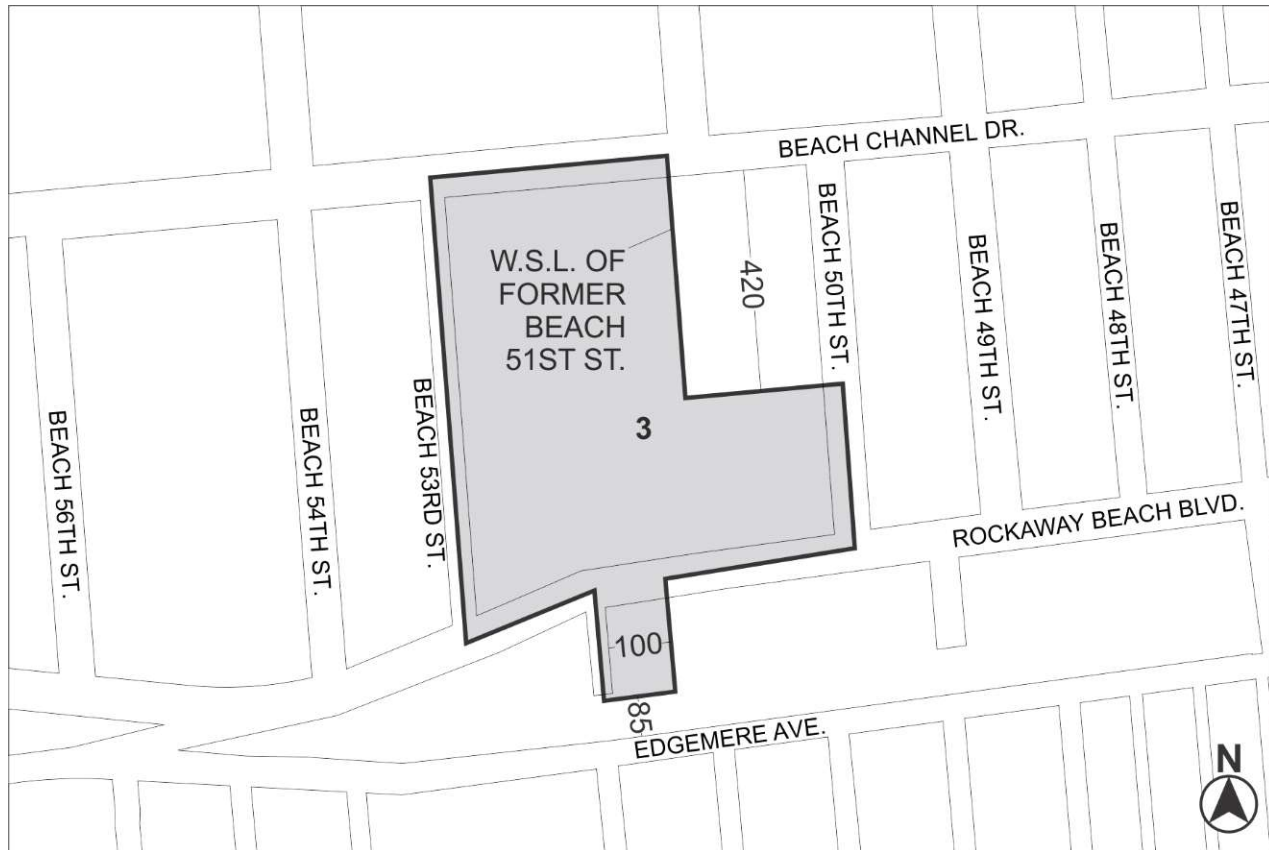 BEACH CHANNEL DR.
W.S.L. OF
FORMER
BEACH
51ST ST.
420
BEACH 50TH ST.
BEACH 49TH ST.
BEACH 48TH ST.
BEACH 47TH ST.
BEACH 56TH ST.
BEACH 54TH ST.
BEACH 53RD ST.
3
ROCKAWAY BEACH BLVD.
100
85
EDGEMERE AVE.
N